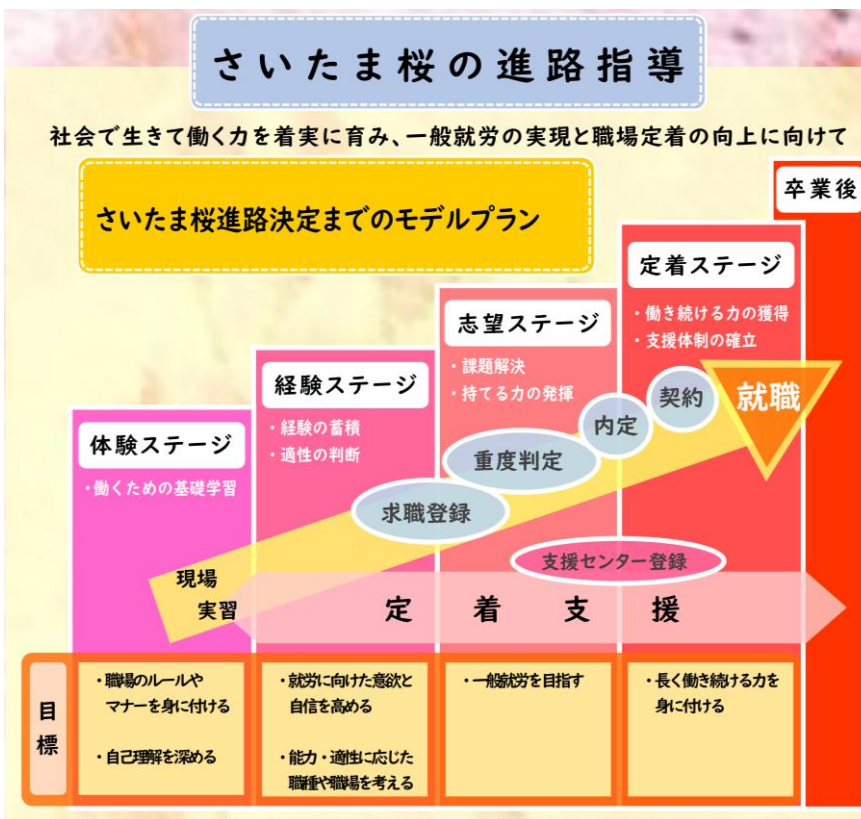 さいたま桜の進路指導
社会で生きて働く力を着実に育み、一般就労の実現と職場定着の向上に向けて
さいたま桜進路決定までのモデルプラン
体験ステージ
・働くための基礎学習
経験ステージ
・経験の蓄積
・適性の判断
志望ステージ
・課題解決
・持てる力の発揮
定着ステージ
・働き続ける力の獲得
・支援体制の確立
卒業後
現場
実習
求職登録
重度判定
内定
契約
就職
支援センター登録
定着支援
目標
・職場のルールや
マナーを身に付ける
・自己理解を深める
・就労に向けた意欲と
自信を高める
・能力・適性に応じた
職種や職場を考える
・一般就労を目指す
・長く働き続ける力を
身に付ける